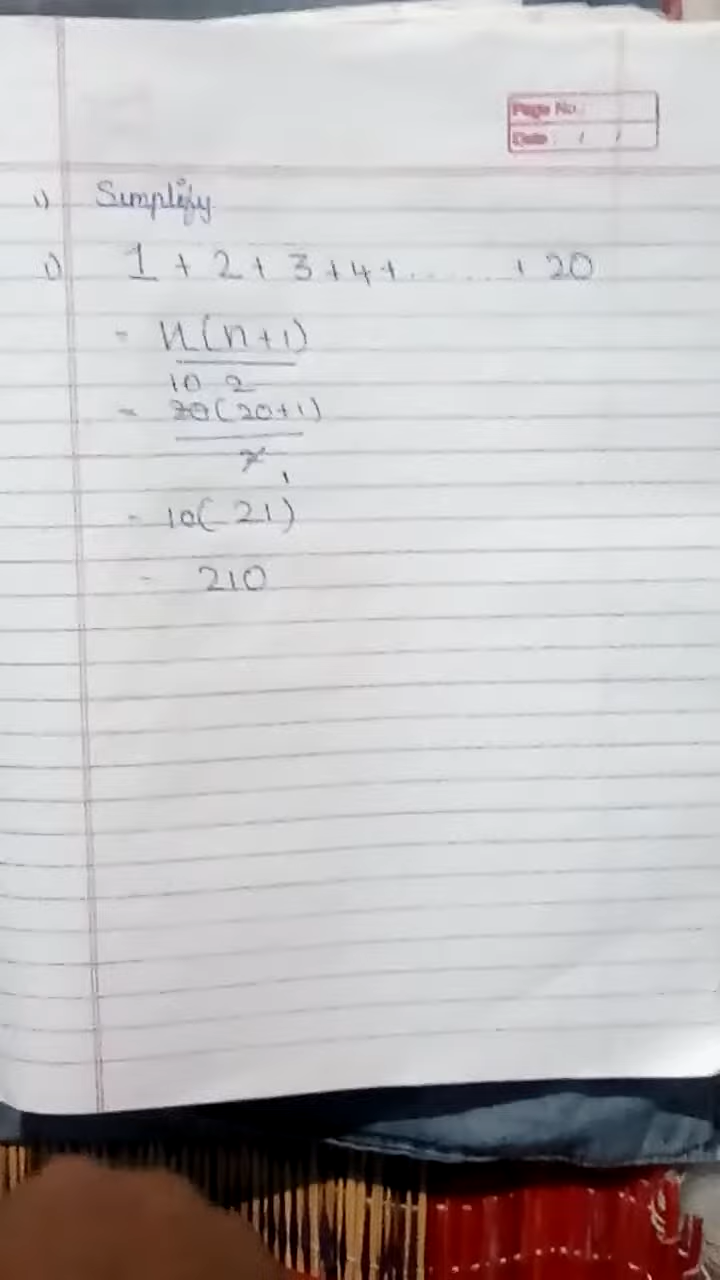 Page No.:
Date: / /
1) Simplify
i) 1 + 2 + 3 + 4 + ....... + 20
= n(n+1)
2
10
= 20(20+1)
2 1
= 10(21)
= 210